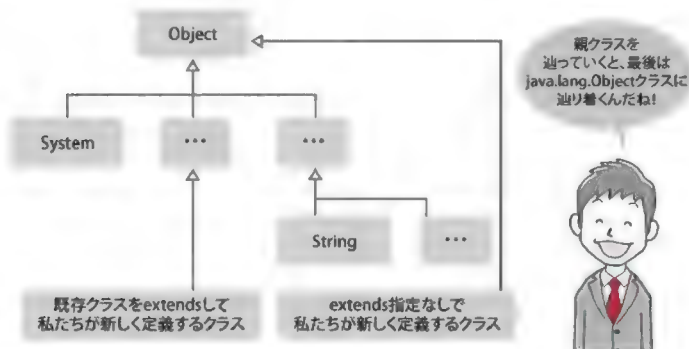 Object
親クラスを
辿っていくと、最後は
java.lang.Objectクラスに
辿り着くんだね!
System
...
...
String
...
既存クラスをextendsして
私たちが新しく定義するクラス
extends指定なしで
私たちが新しく定義するクラス